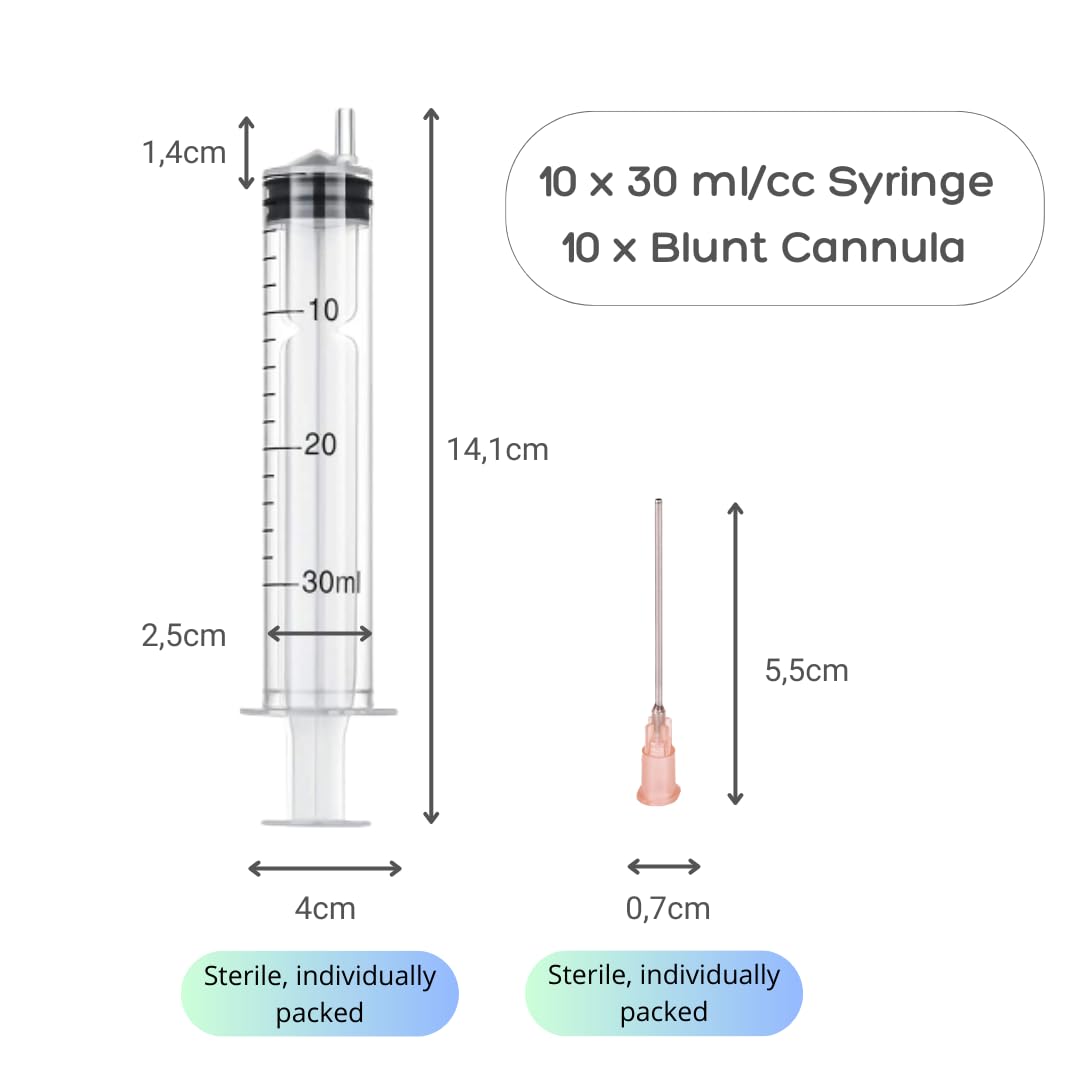 10 x 30 ml/cc Syringe
10 x Blunt Cannula
1,4cm
10
20
30ml
14,1cm
2,5cm
5,5cm
4cm
0,7cm
Sterile, individually
packed
Sterile, individually
packed